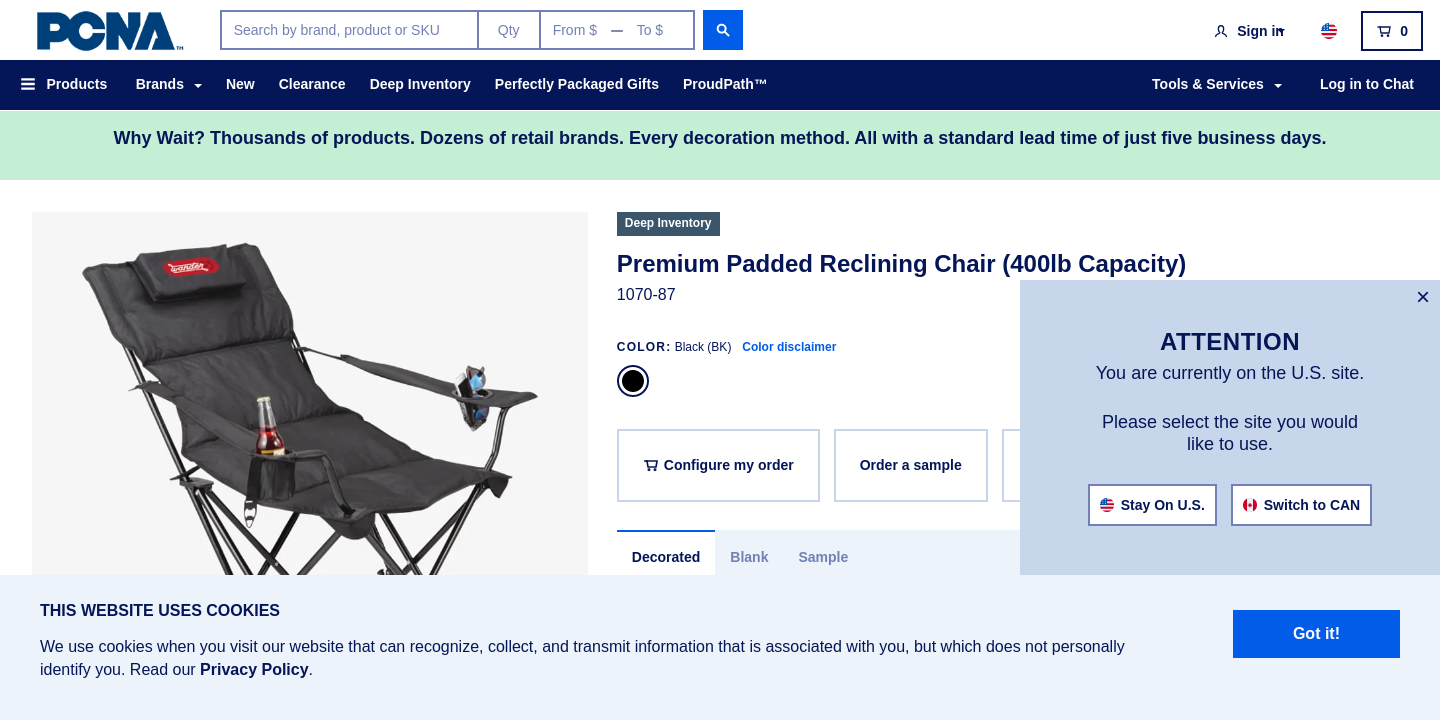 PCNA™
Search by brand, product or SKU
Qty
From $ — To $
Sign in
0
Products
Brands
New
Clearance
Deep Inventory
Perfectly Packaged Gifts
ProudPath™
Tools & Services
Log in to Chat
Why Wait? Thousands of products. Dozens of retail brands. Every decoration method. All with a standard lead time of just five business days.
wander
Deep Inventory
Premium Padded Reclining Chair (400lb Capacity)
1070-87
COLOR: Black (BK) Color disclaimer
Configure my order
Order a sample
Decorated
Blank
Sample
×
ATTENTION
You are currently on the U.S. site.
Please select the site you would
like to use.
Stay On U.S.
Switch to CAN
THIS WEBSITE USES COOKIES
We use cookies when you visit our website that can recognize, collect, and transmit information that is associated with you, but which does not personally
identify you. Read our Privacy Policy.
Got it!